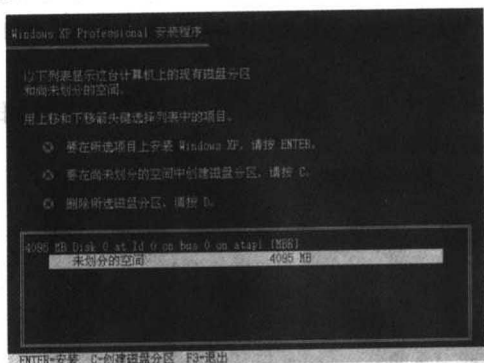 Windows XP Professional 安装程序
以下列表显示这台计算机上的现有磁盘分区
和尚未划分的空间。
用上移和下移箭头键选择列表中的项目。
要在所选项目上安装 Windows XP，请按 ENTER。
要在尚未划分的空间中创建磁盘分区，请按 C。
删除所选磁盘分区，请按 D。
4095 MB Disk 0 at Id 0 on bus 0 on atapi [MBR]
未划分的空间 4095 MB
ENTER=安装 C=创建磁盘分区 F3=退出